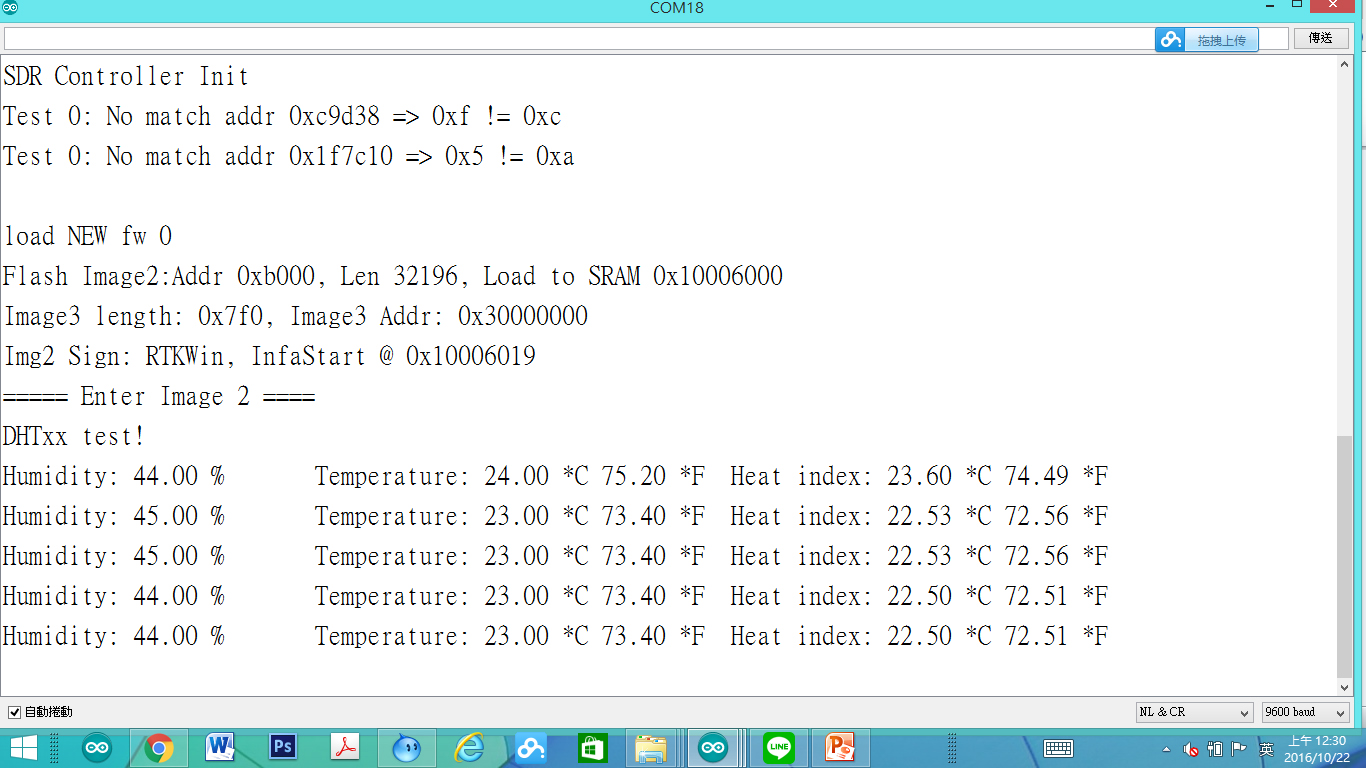 COM18
拖拽上传
傳送
SDR Controller Init
Test 0: No match addr 0xc9d38 => 0xf != 0xc
Test 0: No match addr 0x1f7c10 => 0x5 != 0xa
load NEW fw 0
Flash Image2:Addr 0xb000, Len 32196, Load to SRAM 0x10006000
Image3 length: 0x7f0, Image3 Addr: 0x30000000
Img2 Sign: RTKWin, InfaStart @ 0x10006019
===== Enter Image 2 ====
DHTxx test!
Humidity: 44.00 % Temperature: 24.00 *C 75.20 *F Heat index: 23.60 *C 74.49 *F
Humidity: 45.00 % Temperature: 23.00 *C 73.40 *F Heat index: 22.53 *C 72.56 *F
Humidity: 45.00 % Temperature: 23.00 *C 73.40 *F Heat index: 22.53 *C 72.56 *F
Humidity: 44.00 % Temperature: 23.00 *C 73.40 *F Heat index: 22.50 *C 72.51 *F
Humidity: 44.00 % Temperature: 23.00 *C 73.40 *F Heat index: 22.50 *C 72.51 *F
自動捲動
NL & CR
9600 baud
Ps
LINE
英
上午 12:30
2016/10/22